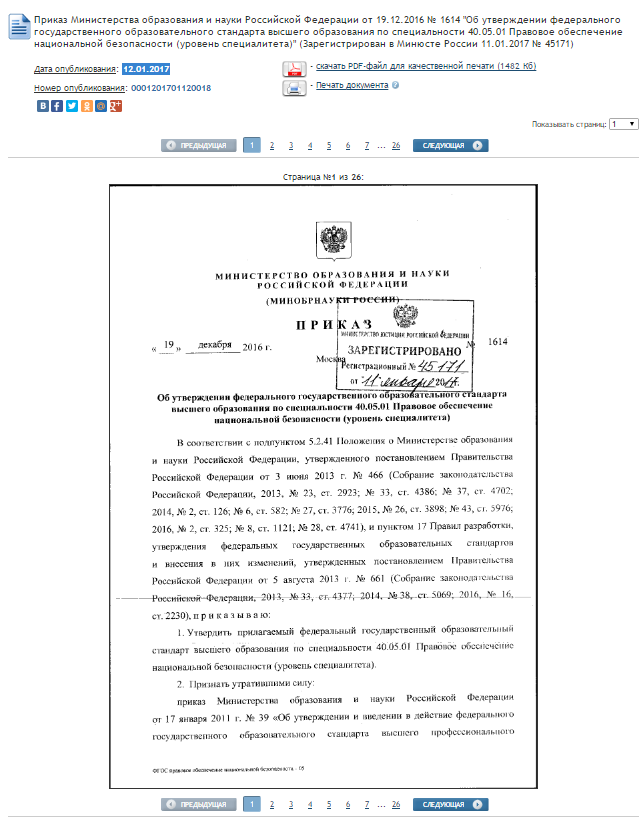 Приказ Министерства образования и науки Российской Федерации от 19.12.2016 № 1614 "Об утверждении федерального
государственного образовательного стандарта высшего образования по специальности 40.05.01 Правовое обеспечение
национальной безопасности (уровень специалитета)" (Зарегистрирован в Минюсте России 11.01.2017 № 45171)
Дата опубликования: 12.01.2017
- скачать PDF-файл для качественной печати (1482 Кб)
Номер опубликования: 0001201701120018
- Печать документа ?
Показывать страниц: 1
ПРЕДЫДУЩАЯ 1 2 3 4 5 6 7 ... 26 СЛЕДУЮЩАЯ
Страница №1 из 26:
МИНИСТЕРСТВО ОБРАЗОВАНИЯ И НАУКИ
РОССИЙСКОЙ ФЕДЕРАЦИИ
(МИНОБРНАУКИ РОССИИ)
ПРИКАЗ
МИНИСТЕРСТВО ЮСТИЦИИ РОССИЙСКОЙ ФЕДЕРАЦИИ
« 19 » декабря 2016 г.
№ 1614
ЗАРЕГИСТРИРОВАНО
Москва
Регистрационный № 45171
от "11" января 2017.
Об утверждении федерального государственного образовательного стандарта
высшего образования по специальности 40.05.01 Правовое обеспечение
национальной безопасности (уровень специалитета)
В соответствии с подпунктом 5.2.41 Положения о Министерстве образования
и науки Российской Федерации, утвержденного постановлением Правительства
Российской Федерации от 3 июня 2013 г. № 466 (Собрание законодательства
Российской Федерации, 2013, № 23, ст. 2923; № 33, ст. 4386; № 37, ст. 4702;
2014, № 2, ст. 126; № 6, ст. 582; № 27, ст. 3776; 2015, № 26, ст. 3898; № 43, ст. 5976;
2016, № 2, ст. 325; № 8, ст. 1121; № 28, ст. 4741), и пунктом 17 Правил разработки,
утверждения федеральных государственных образовательных стандартов
и внесения в них изменений, утвержденных постановлением Правительства
Российской Федерации от 5 августа 2013 г. № 661 (Собрание законодательства
Российской Федерации, 2013, № 33, ст. 4377; 2014, № 38, ст. 5069; 2016, № 16,
ст. 2230), п р и к а з ы в а ю:
1. Утвердить прилагаемый федеральный государственный образовательный
стандарт высшего образования по специальности 40.05.01 Правовое обеспечение
национальной безопасности (уровень специалитета).
2. Признать утратившими силу:
приказ Министерства образования и науки Российской Федерации
от 17 января 2011 г. № 39 «Об утверждении и введении в действие федерального
государственного образовательного стандарта высшего профессионального
ФГОС Правовое обеспечение национальной безопасности – 05
ПРЕДЫДУЩАЯ 1 2 3 4 5 6 7 ... 26 СЛЕДУЮЩАЯ